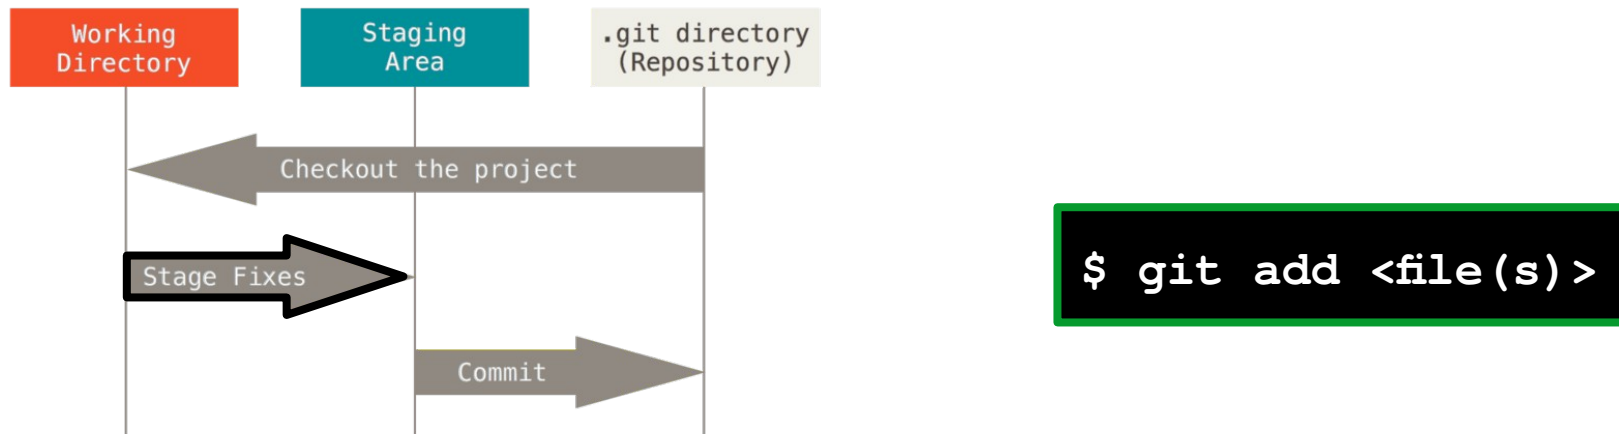 Working
Directory
Staging
Area
.git directory
(Repository)
Checkout the project
Stage Fixes
Commit
$ git add <file(s)>